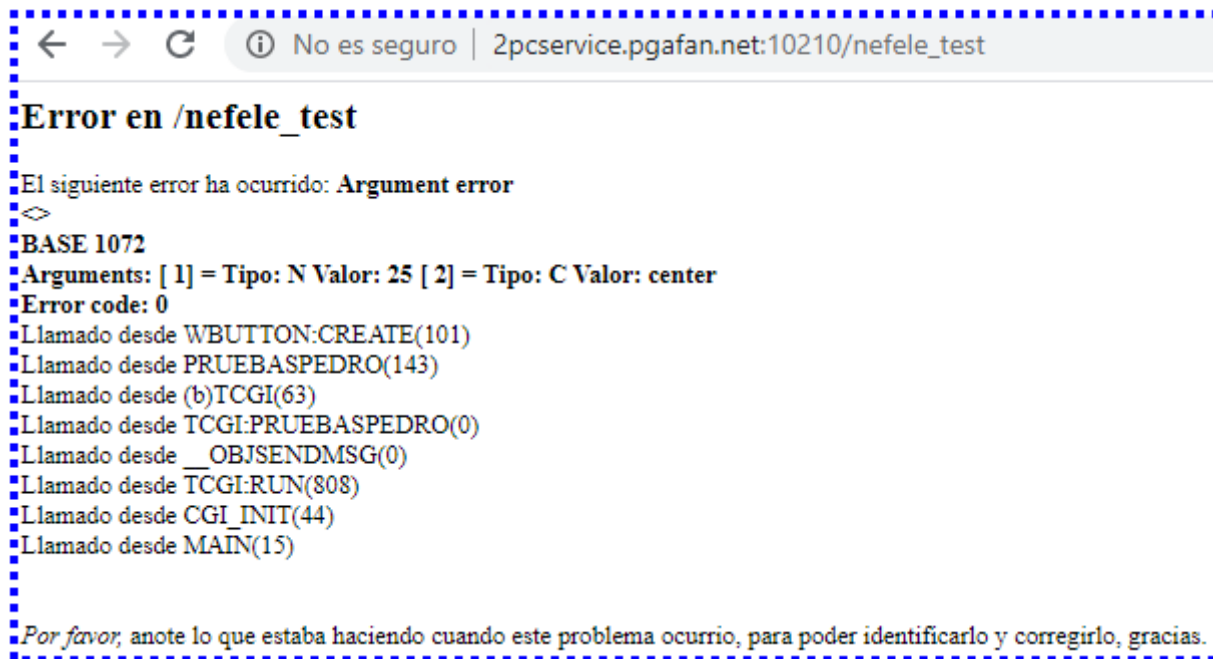 No es seguro | 2pcservice.pgafan.net:10210/nefele_test
Error en /nefele_test
El siguiente error ha ocurrido: Argument error
<>
BASE 1072
Arguments: [ 1] = Tipo: N Valor: 25 [ 2] = Tipo: C Valor: center
Error code: 0
Llamado desde WBUTTON:CREATE(101)
Llamado desde PRUEBASPEDRO(143)
Llamado desde (b)TCGI(63)
Llamado desde TCGI:PRUEBASPEDRO(0)
Llamado desde __OBJSENDMSG(0)
Llamado desde TCGI:RUN(808)
Llamado desde CGI_INIT(44)
Llamado desde MAIN(15)
Por favor, anote lo que estaba haciendo cuando este problema ocurrio, para poder identificarlo y corregirlo, gracias.